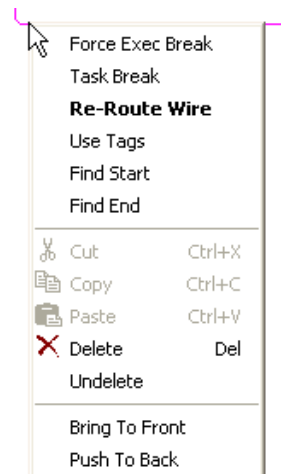 Force Exec Break
Task Break
Re-Route Wire
Use Tags
Find Start
Find End
Cut Ctrl+X
Copy Ctrl+C
Paste Ctrl+V
Delete Del
Undelete
Bring To Front
Push To Back